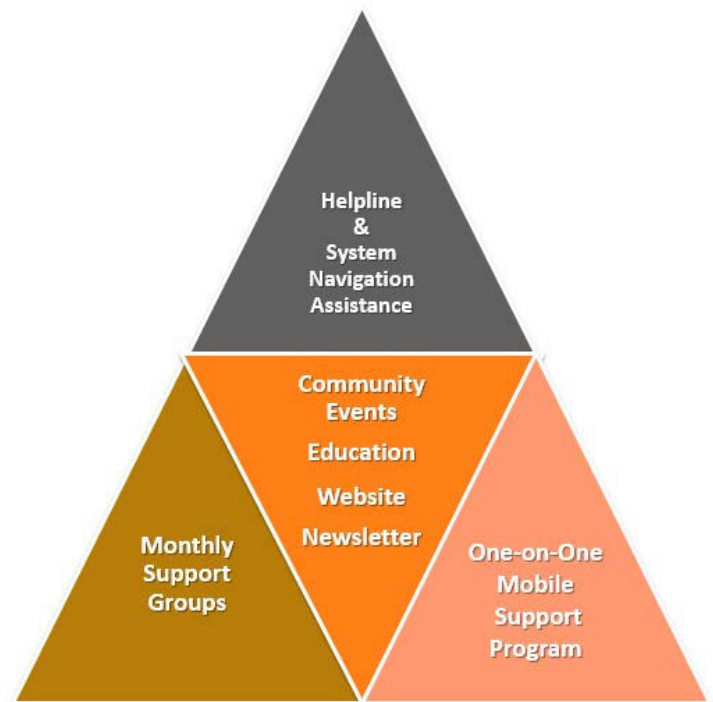 Helpline
&
System
Navigation
Assistance
Community
Events
Education
Website
Newsletter
Monthly
Support
Groups
One-on-One
Mobile
Support
Program